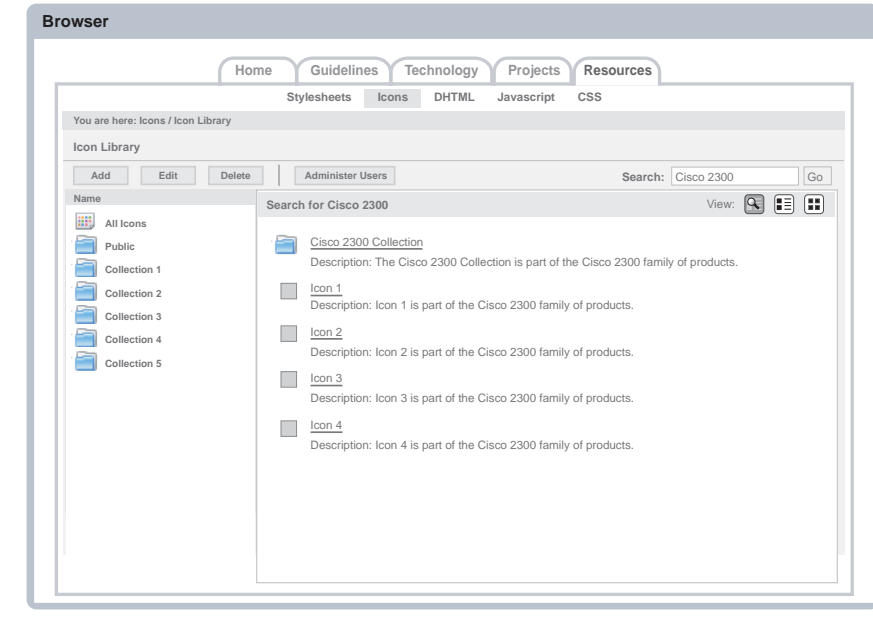 Browser
Home Guidelines Technology Projects Resources
Stylesheets Icons DHTML Javascript CSS
You are here: Icons / Icon Library
Icon Library
Add Edit Delete Administer Users Search: Cisco 2300 Go
Name
All Icons
Public
Collection 1
Collection 2
Collection 3
Collection 4
Collection 5
Search for Cisco 2300 View:
Cisco 2300 Collection
Description: The Cisco 2300 Collection is part of the Cisco 2300 family of products.
Icon 1
Description: Icon 1 is part of the Cisco 2300 family of products.
Icon 2
Description: Icon 2 is part of the Cisco 2300 family of products.
Icon 3
Description: Icon 3 is part of the Cisco 2300 family of products.
Icon 4
Description: Icon 4 is part of the Cisco 2300 family of products.